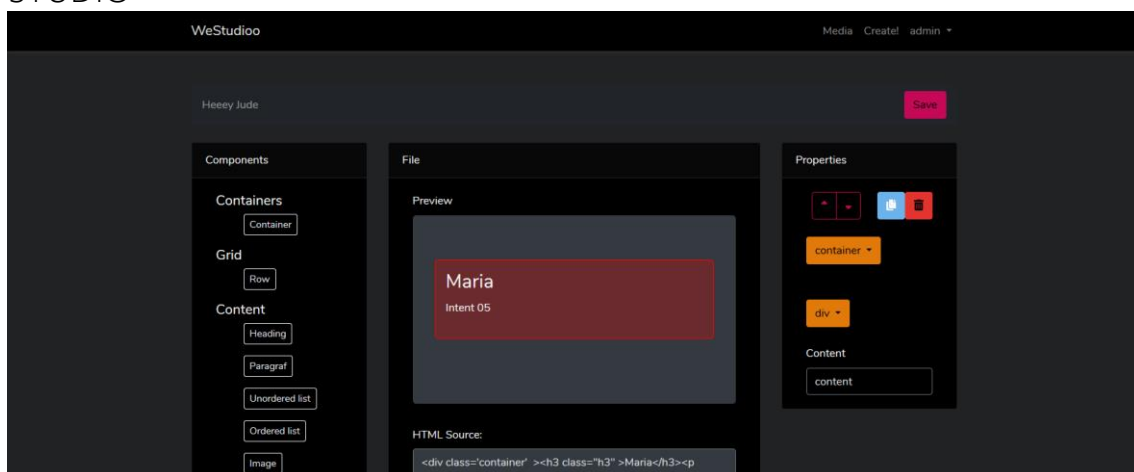 STUDIO
WeStudioo
Media Create! admin
Heeey Jude
Save
Components
Containers
Container
Grid
Row
Content
Heading
Paragraf
Unordered list
Ordered list
Image
File
Preview
Maria
Intent 05
HTML Source:
<div class='container' ><h3 class="h3" >Maria</h3><p
Properties
container
div
Content
content